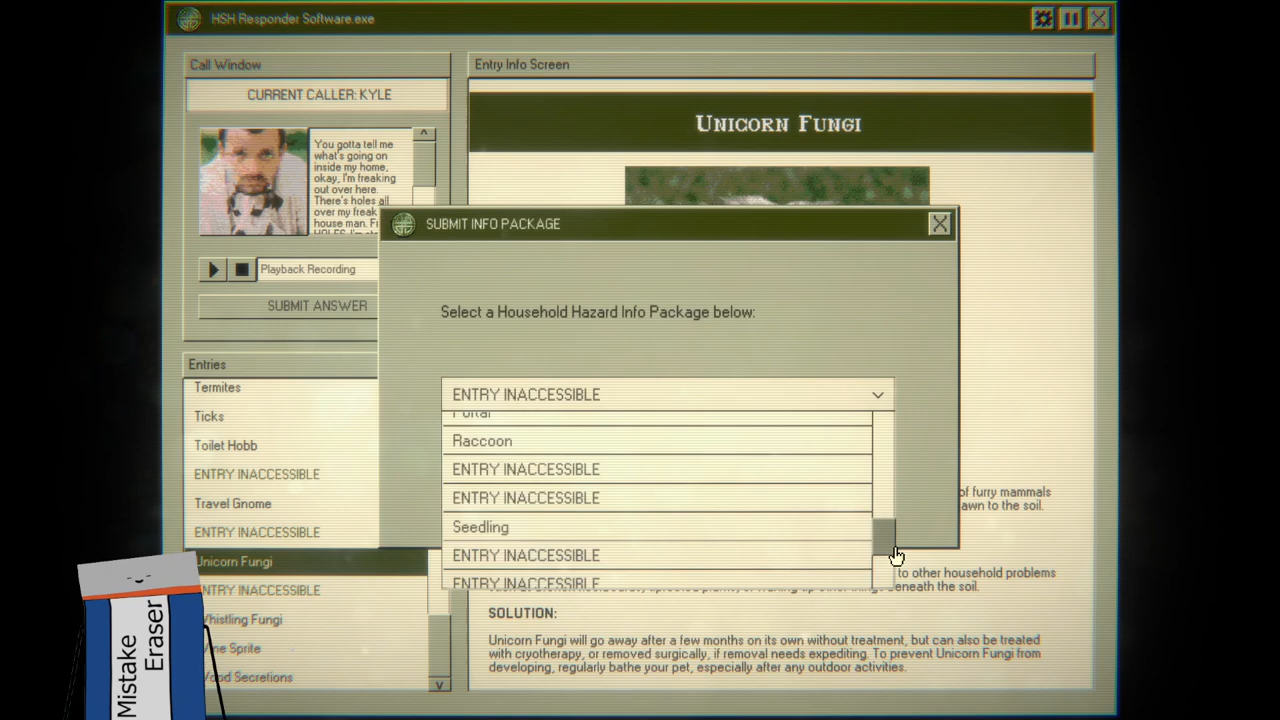 HSH Responder Software.exe
Call Window
CURRENT CALLER: KYLE
You gotta tell me
what's going on
inside my home,
okay, I'm freaking
out over here.
There's holes all
over my freak
house man.
Playback Recording
SUBMIT ANSWER
Entries
Termites
Ticks
Toilet Hobb
ENTRY INACCESSIBLE
Travel Gnome
ENTRY INACCESSIBLE
Unicorn Fungi
ENTRY INACCESSIBLE
Whistling Fungi
Sprite
Wood Secretions
Entry Info Screen
UNICORN FUNGI
SUBMIT INFO PACKAGE
Select a Household Hazard Info Package below:
ENTRY INACCESSIBLE
Portal
Raccoon
ENTRY INACCESSIBLE
ENTRY INACCESSIBLE
Seedling
ENTRY INACCESSIBLE
ENTRY INACCESSIBLE
of furry mammals
awn to the soil.
to other household problems
beneath the soil.
SOLUTION:
Unicorn Fungi will go away after a few months on its own without treatment, but can also be treated
with cryotherapy, or removed surgically, if removal needs expediting. To prevent Unicorn Fungi from
developing, regularly bathe your pet, especially after any outdoor activities.
Mistake
Eraser